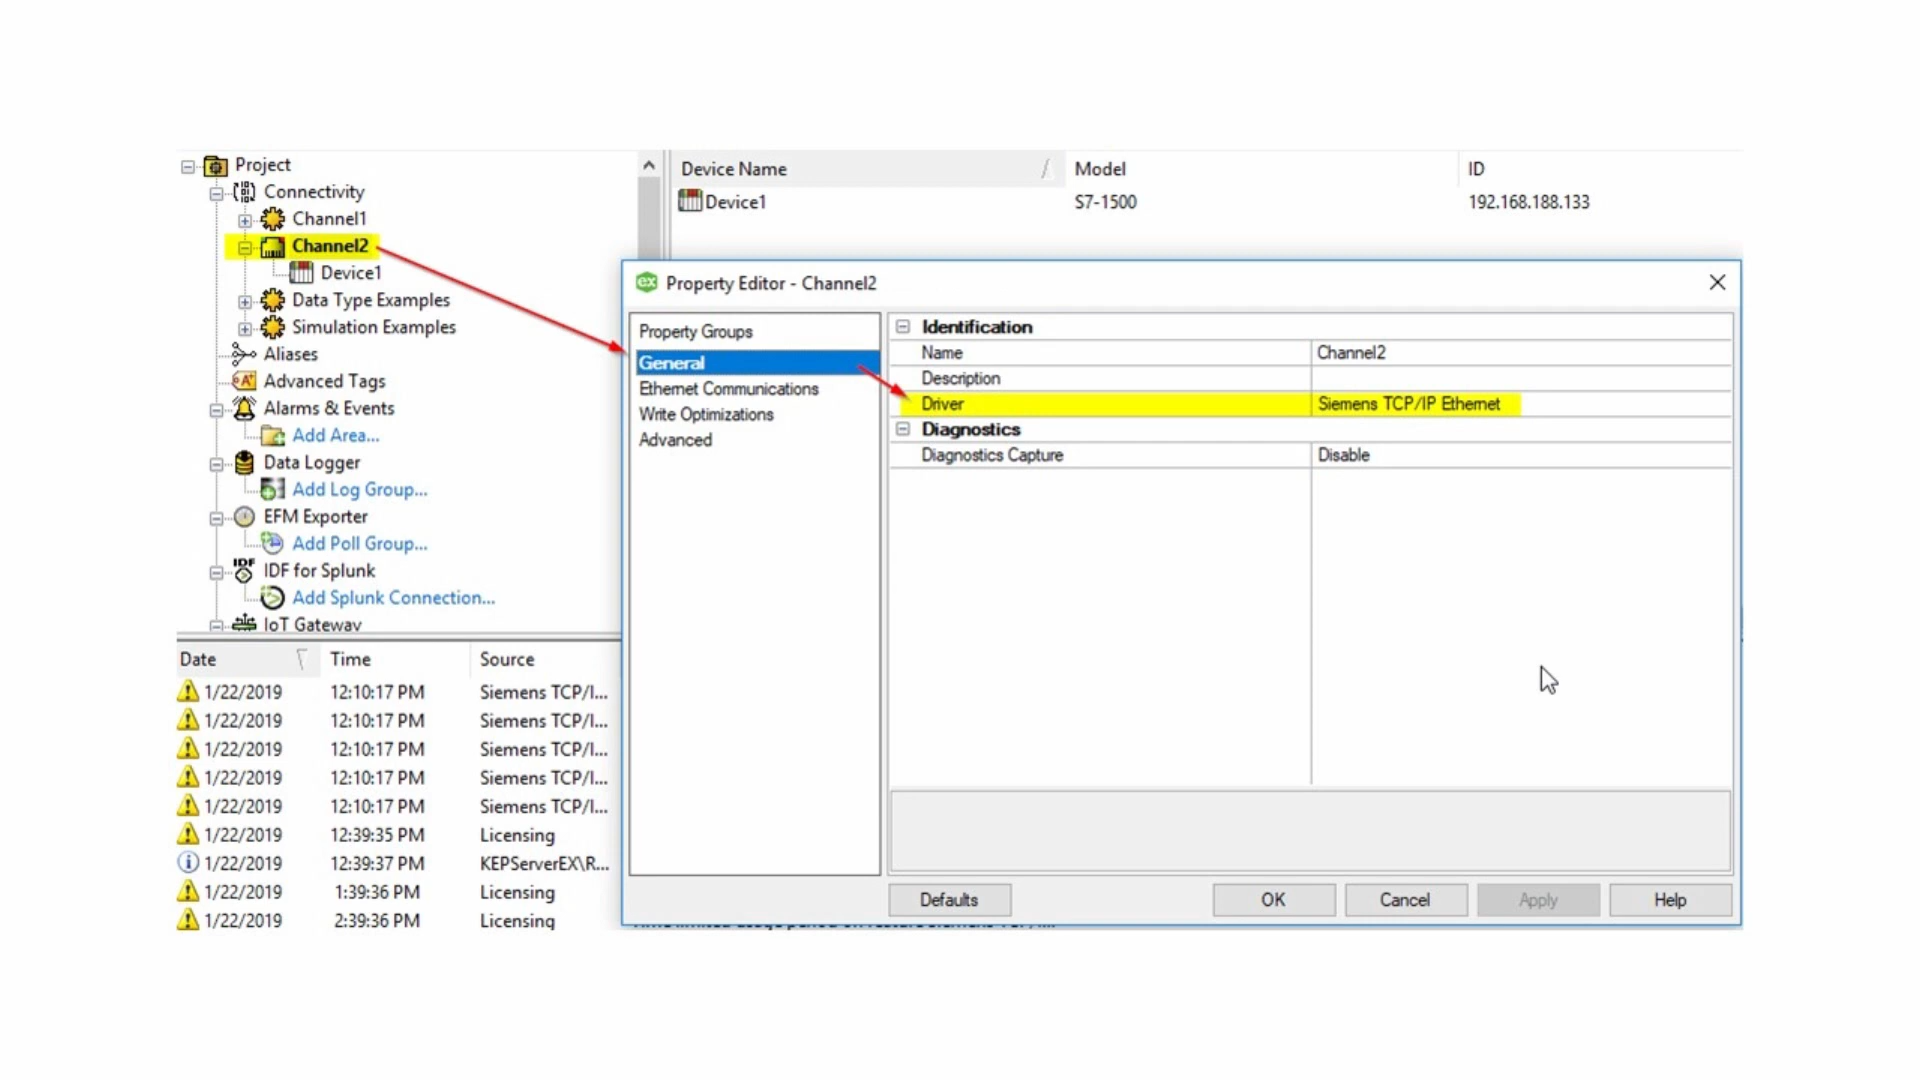 Project
Connectivity
Channel1
Channel2
Device1
Data Type Examples
Simulation Examples
Aliases
Advanced Tags
Alarms & Events
Add Area...
Data Logger
Add Log Group...
EFM Exporter
Add Poll Group...
IDF for Splunk
Add Splunk Connection...
IoT Gateway
Device Name Model ID
Device1 S7-1500 192.168.188.133
Property Editor - Channel2
Property Groups
General
Ethernet Communications
Write Optimizations
Advanced
Identification
Name Channel2
Description
Driver Siemens TCP/IP Ethernet
Diagnostics
Diagnostics Capture Disable
Defaults OK Cancel Apply Help
Date Time Source
1/22/2019 12:10:17 PM Siemens TCP/I...
1/22/2019 12:10:17 PM Siemens TCP/I...
1/22/2019 12:10:17 PM Siemens TCP/I...
1/22/2019 12:10:17 PM Siemens TCP/I...
1/22/2019 12:10:17 PM Siemens TCP/I...
1/22/2019 12:39:35 PM Licensing
1/22/2019 12:39:37 PM KEPServerEX\R...
1/22/2019 1:39:36 PM Licensing
1/22/2019 2:39:36 PM Licensing